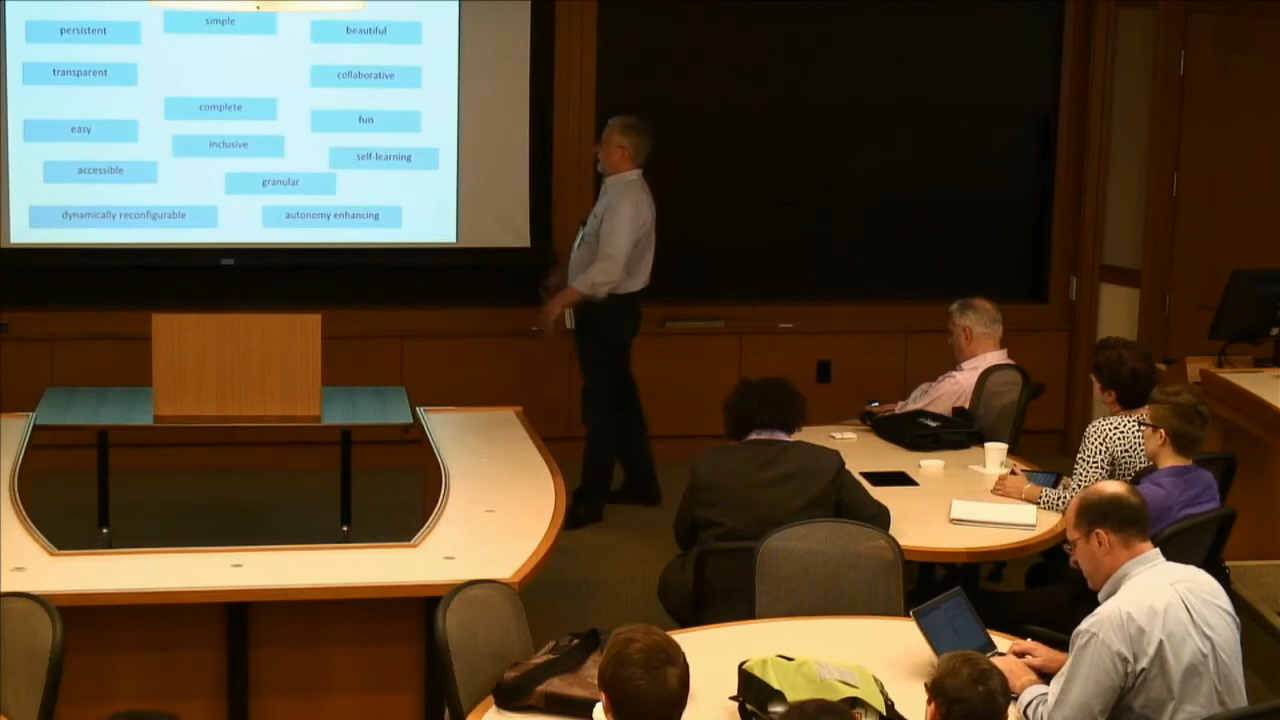 simple
persistent
beautiful
transparent
collaborative
complete
fun
easy
inclusive
self-learning
accessible
granular
dynamically reconfigurable
autonomy enhancing